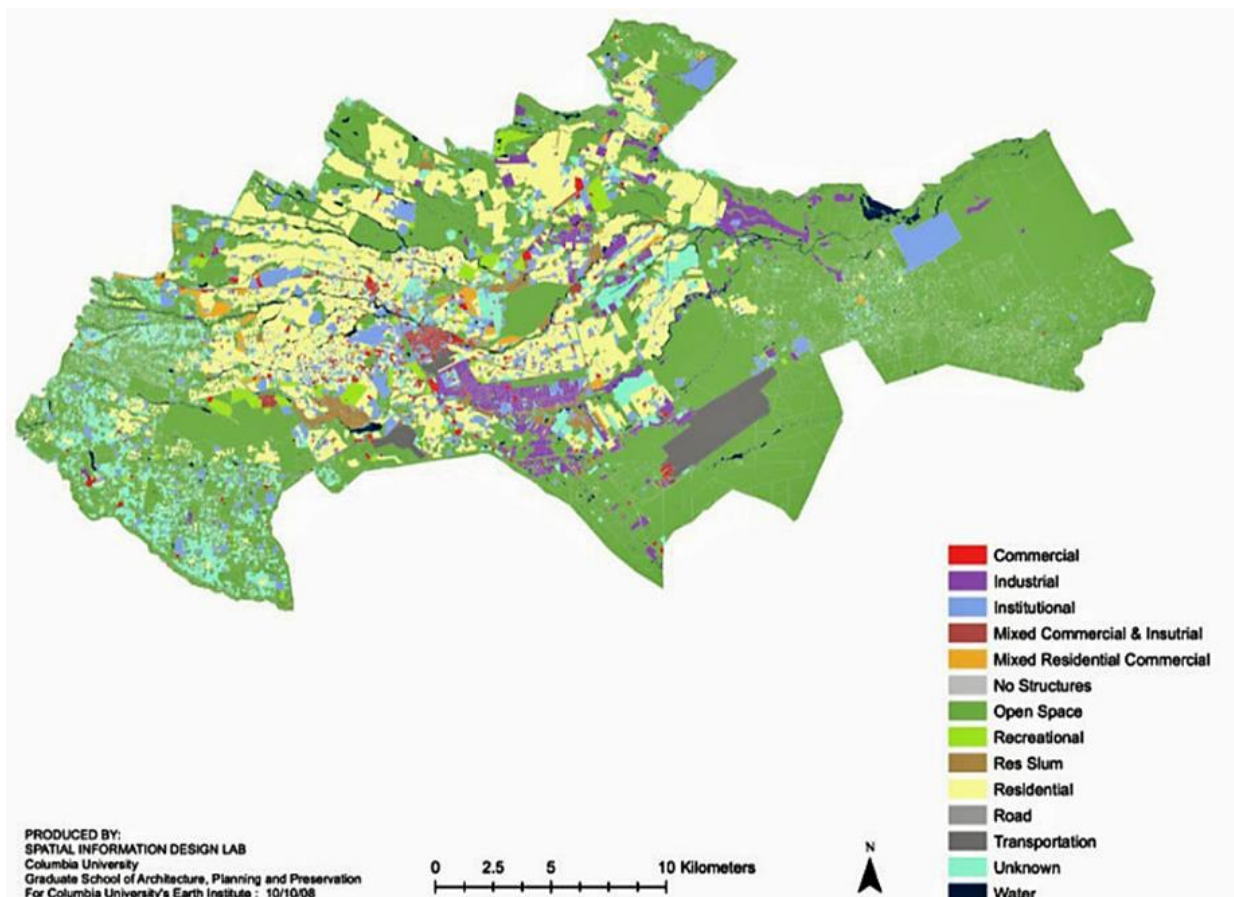 Commercial
Industrial
Institutional
Mixed Commercial & Insutrial
Mixed Residential Commercial
No Structures
Open Space
Recreational
Res Slum
Residential
Road
Transportation
Unknown
Water
PRODUCED BY:
SPATIAL INFORMATION DESIGN LAB
Columbia University
Graduate School of Architecture, Planning and Preservation
For Columbia University's Earth Institute : 10/10/08
0 2.5 5 10 Kilometers
N